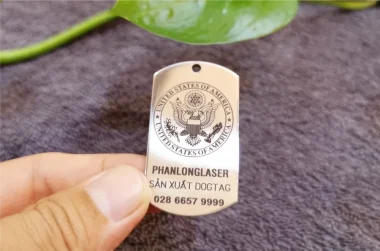 UNITED STATES OF AMERICA
UNITED STATES OF AMERICA
PHANLONGLASER
SẢN XUẤT DOGTAG
028 6657 9999